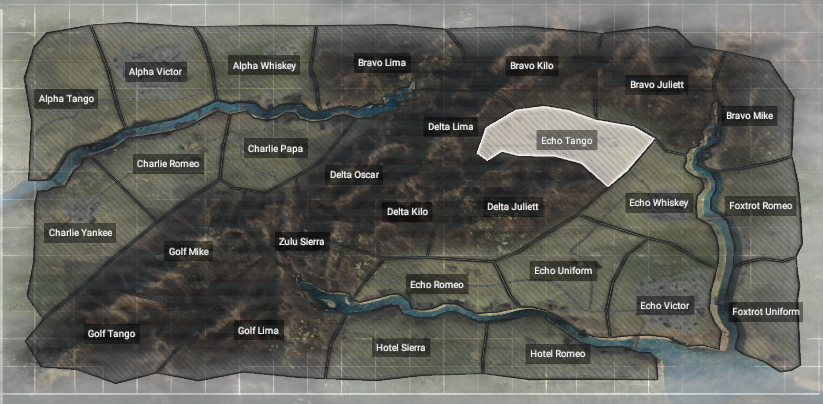 Alpha Tango
Alpha Victor
Alpha Whiskey
Bravo Lima
Bravo Kilo
Bravo Juliett
Bravo Mike
Charlie Romeo
Charlie Papa
Delta Lima
Echo Tango
Delta Oscar
Charlie Yankee
Golf Mike
Zulu Sierra
Delta Kilo
Delta Juliett
Echo Whiskey
Foxtrot Romeo
Echo Romeo
Echo Uniform
Echo Victor
Foxtrot Uniform
Golf Tango
Golf Lima
Hotel Sierra
Hotel Romeo